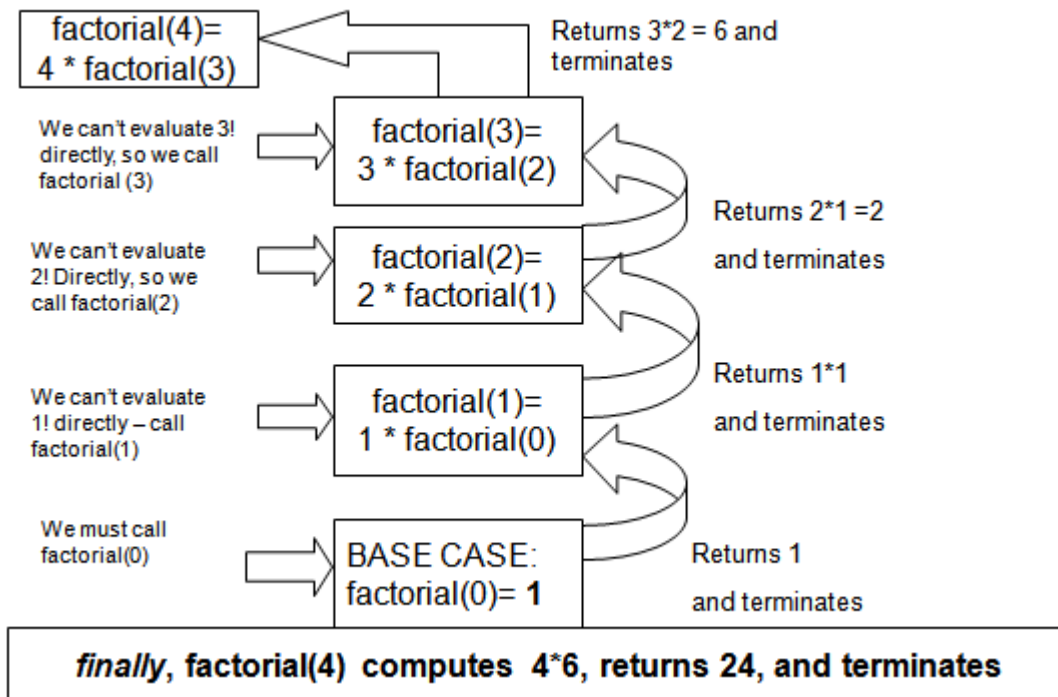 factorial(4)=
4 * factorial(3)
Returns 3*2 = 6 and
terminates
We can't evaluate 3!
directly, so we call
factorial (3)
factorial(3)=
3 * factorial(2)
Returns 2*1 =2
and terminates
We can't evaluate
2! Directly, so we
call factorial(2)
factorial(2)=
2 * factorial(1)
Returns 1*1
and terminates
We can't evaluate
1! directly – call
factorial(1)
factorial(1)=
1 * factorial(0)
We must call
factorial(0)
BASE CASE:
factorial(0)= 1
Returns 1
and terminates
finally, factorial(4) computes 4*6, returns 24, and terminates